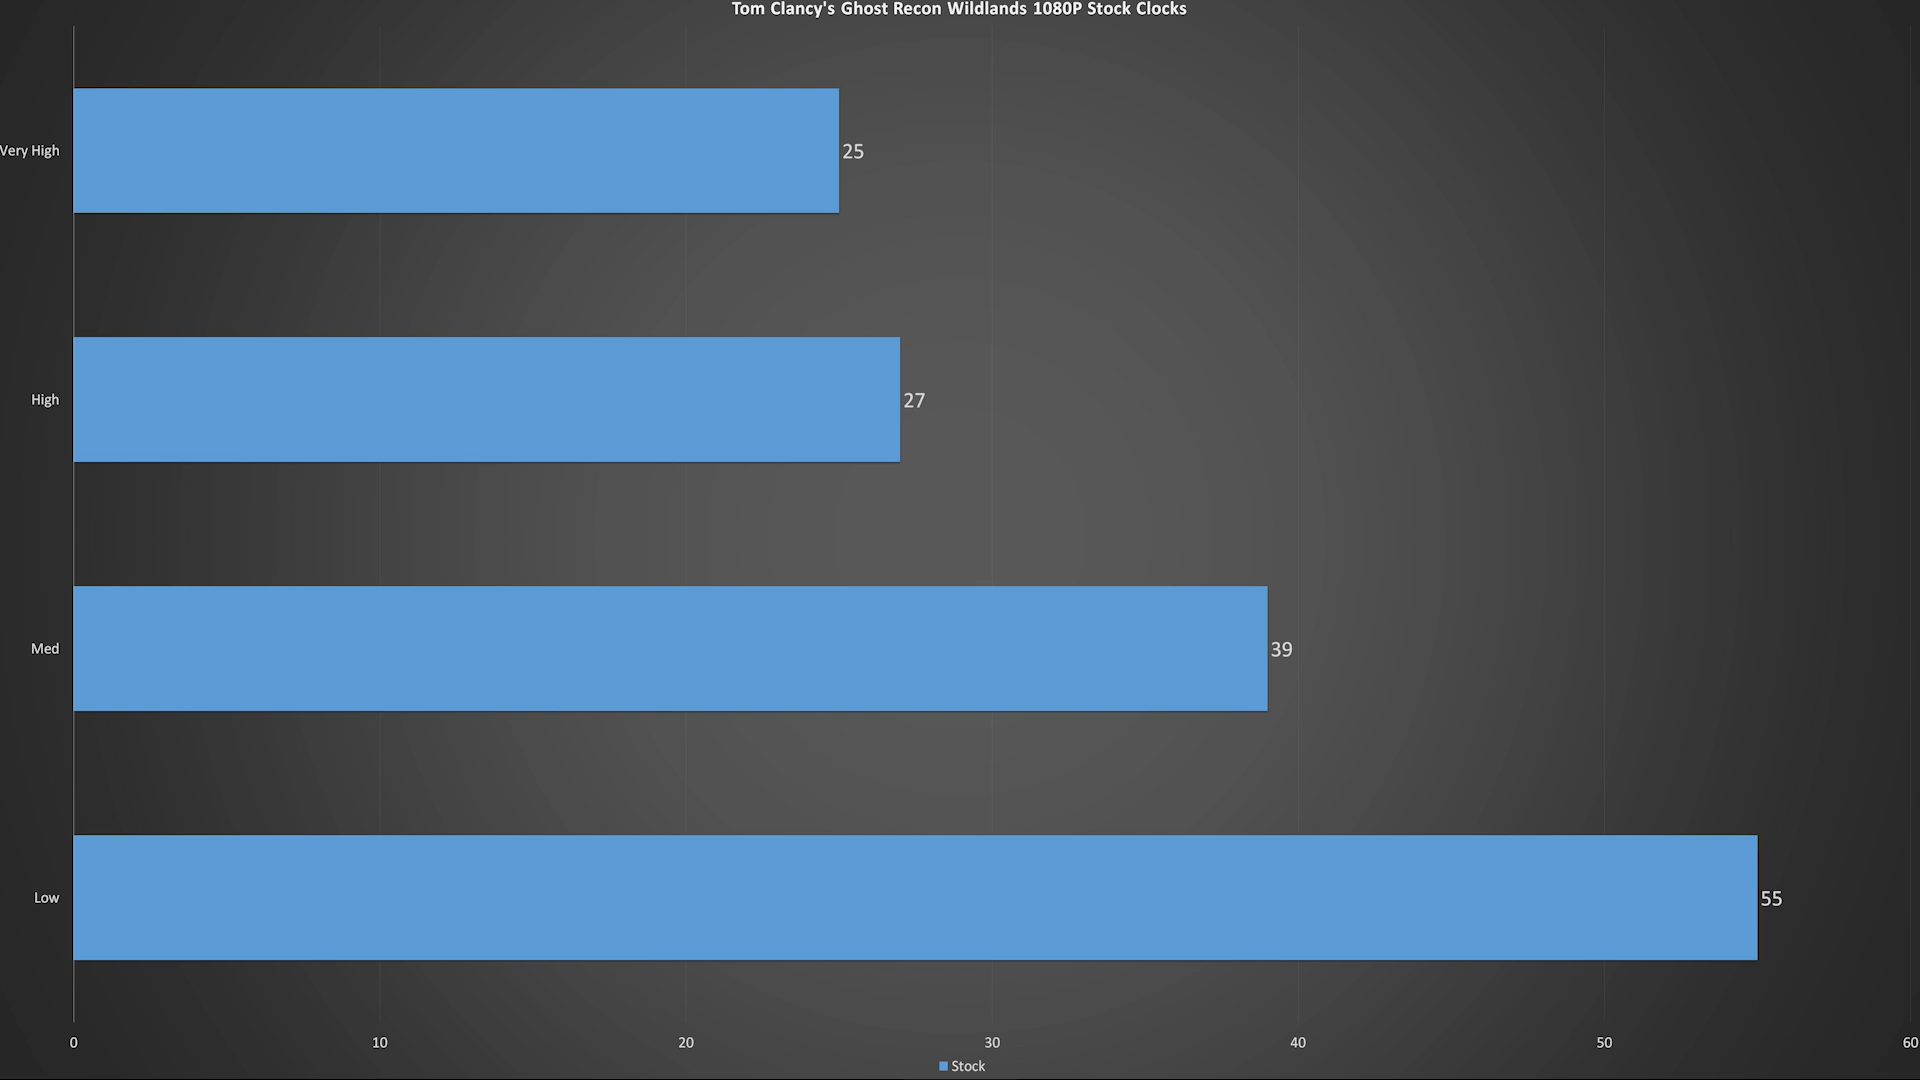 Tom Clancy's Ghost Recon Wildlands 1080P Stock Clocks
Very High
25
High
27
Med
39
Low
55
0 10 20 30 40 50 60
Stock